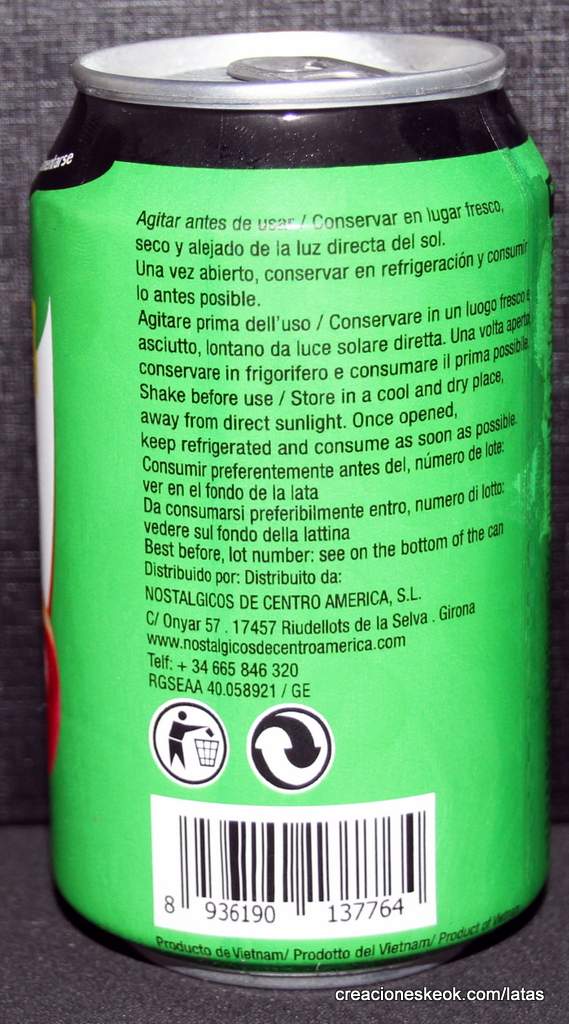 Agitar antes de usar / Conservar en lugar fresco,
seco y alejado de la luz directa del sol.
Una vez abierto, conservar en refrigeración y consumir
lo antes posible.
Agitare prima dell'uso / Conservare in un luogo fresco e
asciutto, lontano da luce solare diretta. Una volta aperto,
conservare in frigorifero e consumare il prima possibile.
Shake before use / Store in a cool and dry place,
away from direct sunlight. Once opened,
keep refrigerated and consume as soon as possible.
Consumir preferentemente antes del, número de lote:
ver en el fondo de la lata
Da consumarsi preferibilmente entro, numero di lotto:
vedere sul fondo della lattina
Best before, lot number: see on the bottom of the can
Distribuido por: Distribuito da:
NOSTALGICOS DE CENTRO AMERICA, S.L.
C/ Onyar 57 . 17457 Riudellots de la Selva . Girona
www.nostalgicosdecentroamerica.com
Telf: + 34 665 846 320
RGSEAA 40.058921 / GE
8 936190 137764
Producto de Vietnam/ Prodotto del Vietnam/ Product of Vietnam
creacioneskeok.com/latas